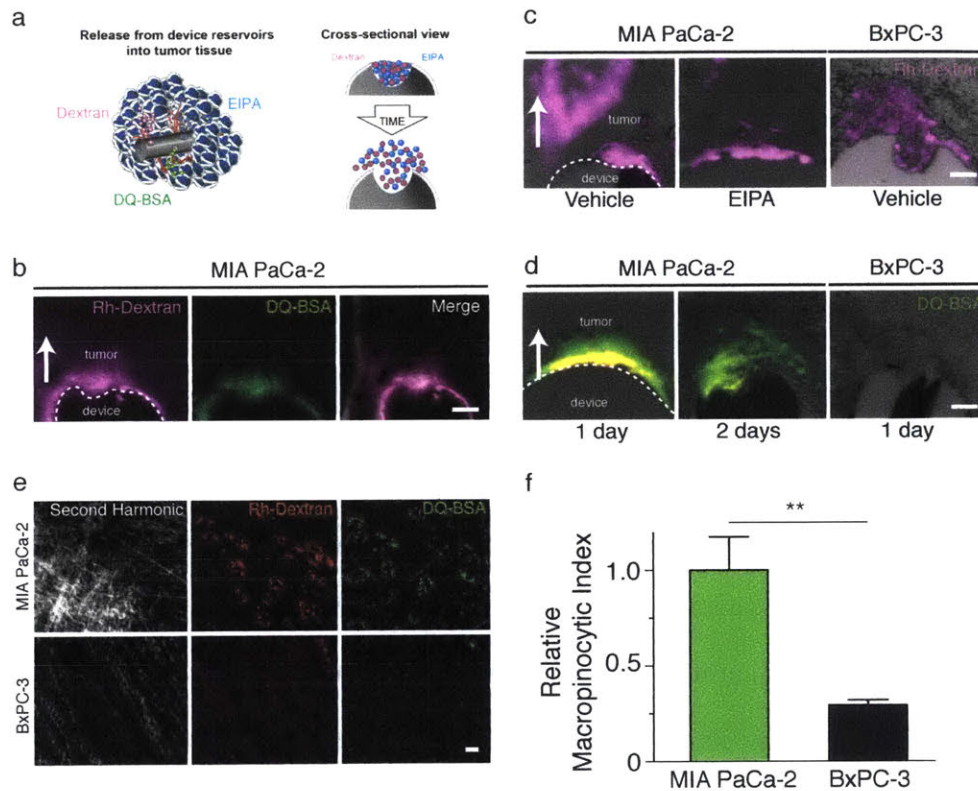 a
Release from device reservoirs
into tumor tissue
Dextran
EIPA
DQ-BSA
Cross-sectional view
Dextran
EIPA
TIME
b
MIA PaCa-2
Rh-Dextran
DQ-BSA
Merge
tumor
device
c
MIA PaCa-2
BxPC-3
Rh-Dextran
tumor
device
Vehicle
EIPA
Vehicle
d
MIA PaCa-2
BxPC-3
DQ-BSA
tumor
device
1 day
2 days
1 day
e
Second Harmonic
Rh-Dextran
DQ-BSA
MIA PaCa-2
BxPC-3
f
**
Relative
Macropinocytic Index
1.0
0.5
0
MIA PaCa-2
BxPC-3